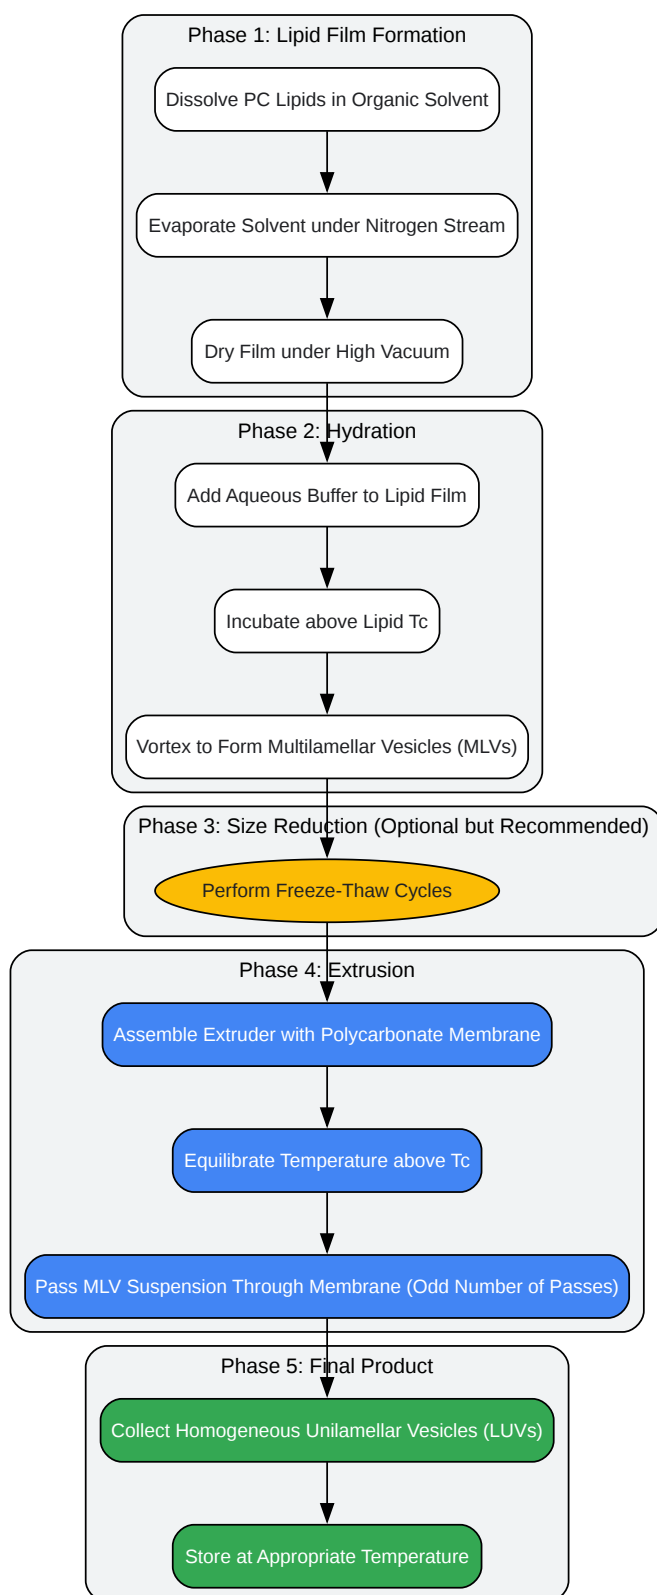 Phase 1: Lipid Film Formation
Dissolve PC Lipids in Organic Solvent
Evaporate Solvent under Nitrogen Stream
Dry Film under High Vacuum
Phase 2: Hydration
Add Aqueous Buffer to Lipid Film
Incubate above Lipid Tc
Vortex to Form Multilamellar Vesicles (MLVs)
Phase 3: Size Reduction (Optional but Recommended)
Perform Freeze-Thaw Cycles
Phase 4: Extrusion
Assemble Extruder with Polycarbonate Membrane
Equilibrate Temperature above Tc
Pass MLV Suspension Through Membrane (Odd Number of Passes)
Phase 5: Final Product
Collect Homogeneous Unilamellar Vesicles (LUVs)
Store at Appropriate Temperature